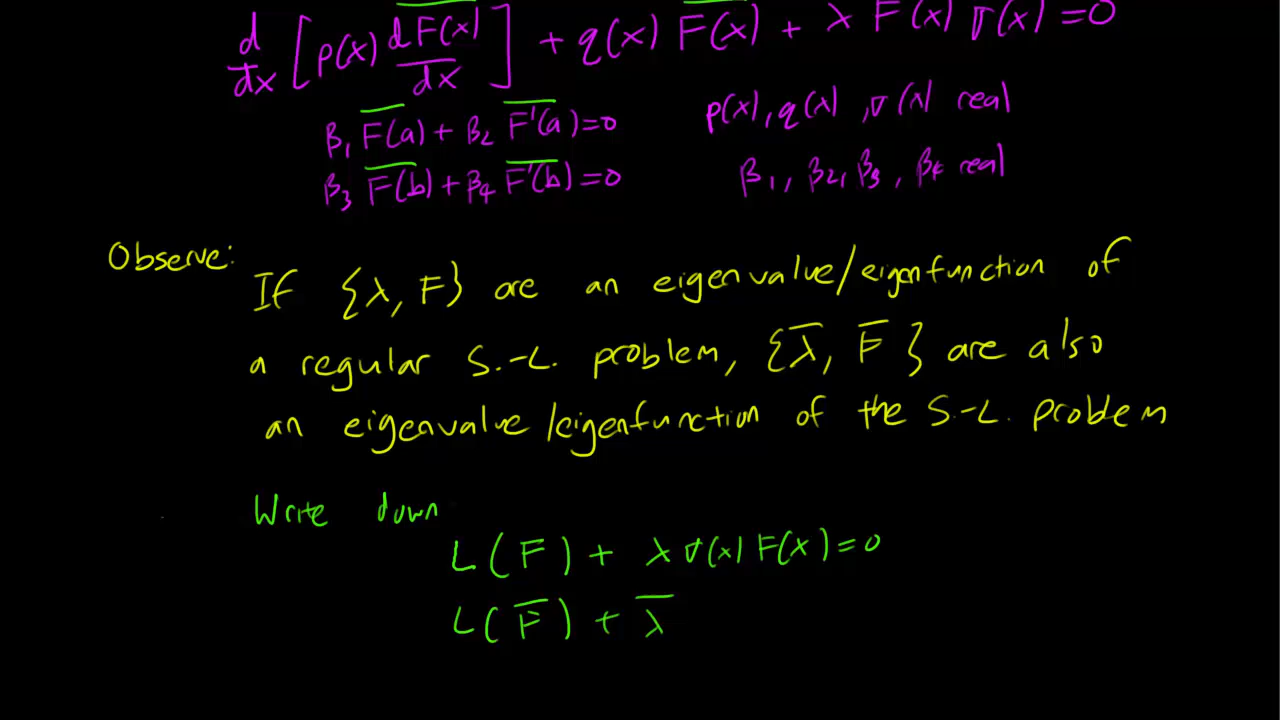 d/dx [p(x) dF̅(̅x̅)̅/dx] + q(x) F̅(̅x̅)̅ + λ F(x) σ(x) = 0
β₁ F̅(̅a̅)̅ + β₂ F̅'̅(̅a̅)̅ = 0 p(x), q(x), σ(x) real
β₃ F̅(̅b̅)̅ + β₄ F̅'̅(̅b̅)̅ = 0 β₁, β₂, β₃, β₄ real
Observe: If {λ, F} are an eigenvalue/eigenfunction of
a regular S.-L. problem, {λ̅, F̅} are also
an eigenvalue/eigenfunction of the S.-L. problem
Write down
L(F) + λ σ(x) F(x) = 0
L(F̅) + λ̅